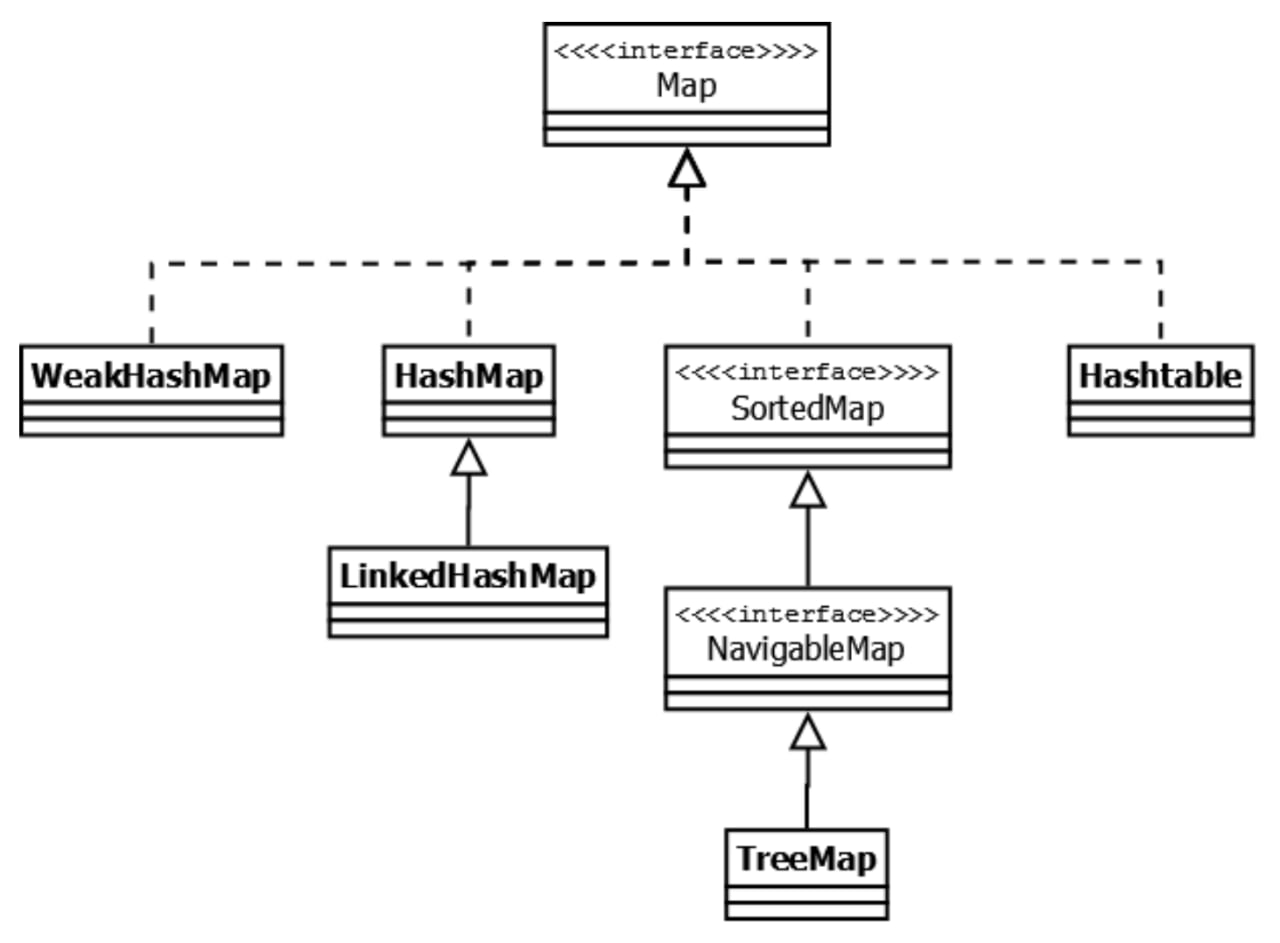 <<<<interface>>>>
Map
WeakHashMap
HashMap
<<<<interface>>>>
SortedMap
Hashtable
LinkedHashMap
<<<<interface>>>>
NavigableMap
TreeMap